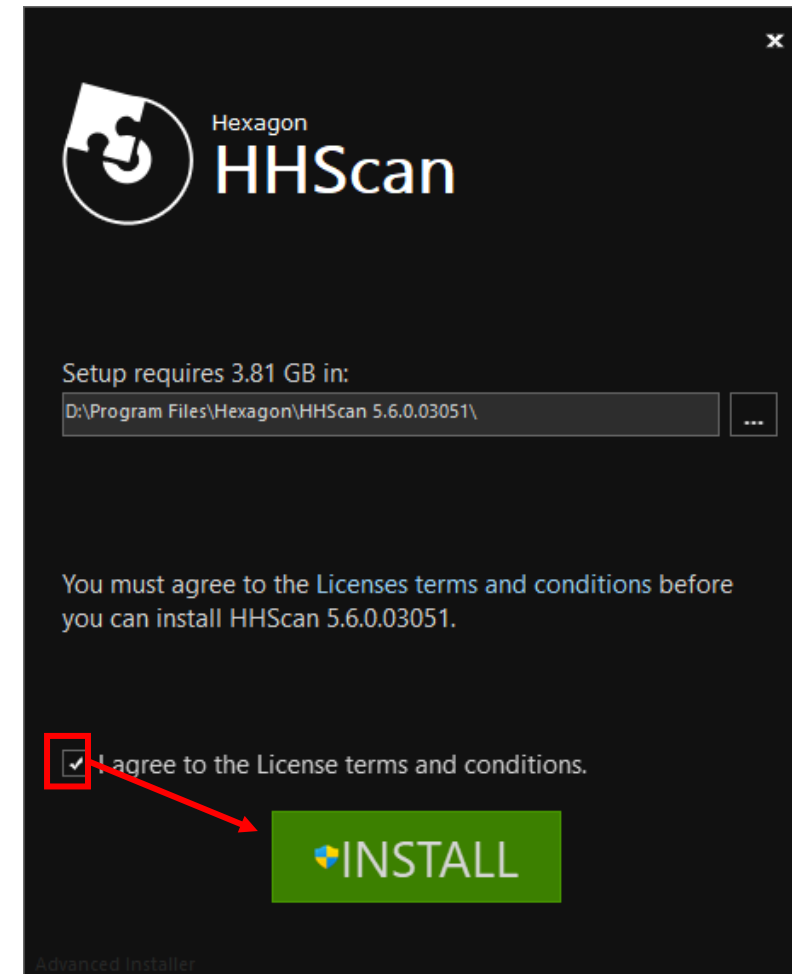 Hexagon
HHScan
Setup requires 3.81 GB in:
D:\Program Files\Hexagon\HHScan 5.6.0.03051\
...
You must agree to the Licenses terms and conditions before
you can install HHScan 5.6.0.03051.
I agree to the License terms and conditions.
INSTALL
Advanced Installer